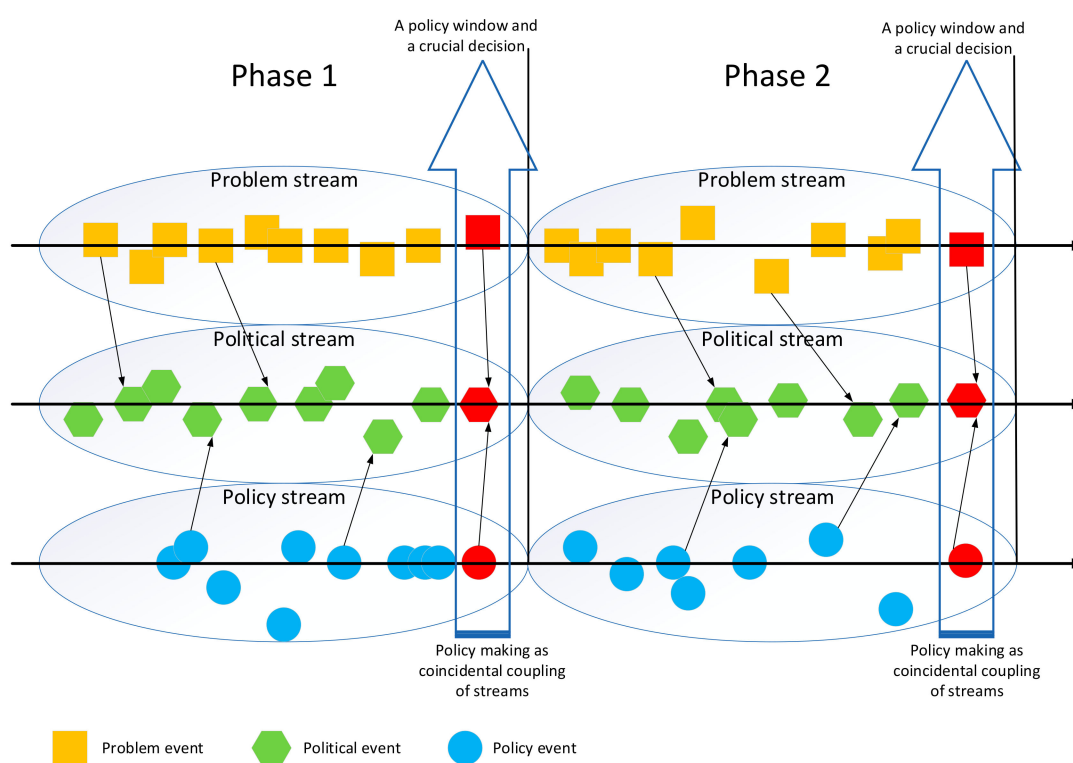 A policy window and
a crucial decision
A policy window and
a crucial decision
Phase 1
Phase 2
Problem stream
Problem stream
Political stream
Political stream
Policy stream
Policy stream
Policy making as
coincidental coupling
of streams
Policy making as
coincidental coupling
of streams
Problem event
Political event
Policy event